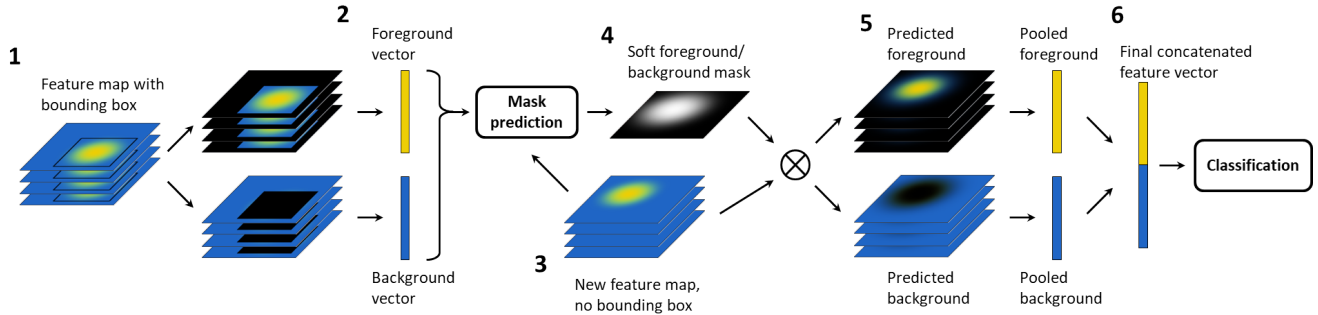 1
Feature map with
bounding box
2
Foreground
vector
Background
vector
Mask
prediction
3
New feature map,
no bounding box
4
Soft foreground/
background mask
5
Predicted
foreground
Predicted
background
Pooled
foreground
Pooled
background
6
Final concatenated
feature vector
Classification